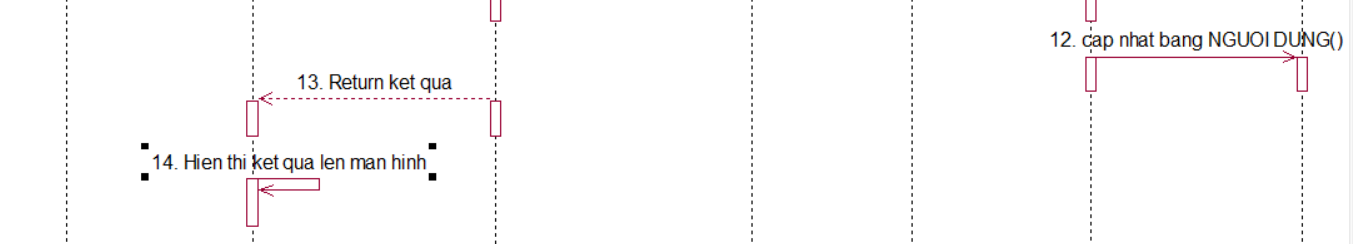 12. cap nhat bang NGUOI DUNG()
13. Return ket qua
14. Hien thi ket qua len man hinh